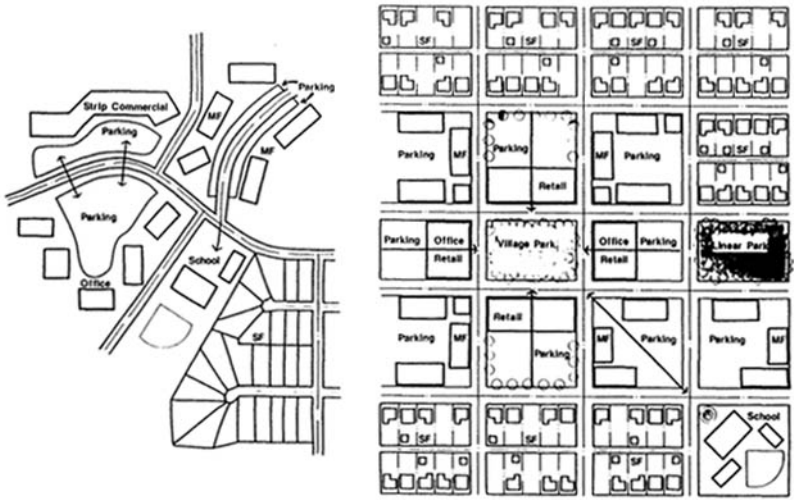 Strip Commercial
Parking
Parking
MF
MF
Parking
Office
School
SF
SF
SF
SF
SF
Parking
MF
Parking
Retail
MF
Parking
SF
Parking
Office
Retail
Village Park
Office
Parking
Retail
Linear Park
Parking
MF
Retail
Parking
MF
Parking
Parking
MF
SF
SF
SF
School